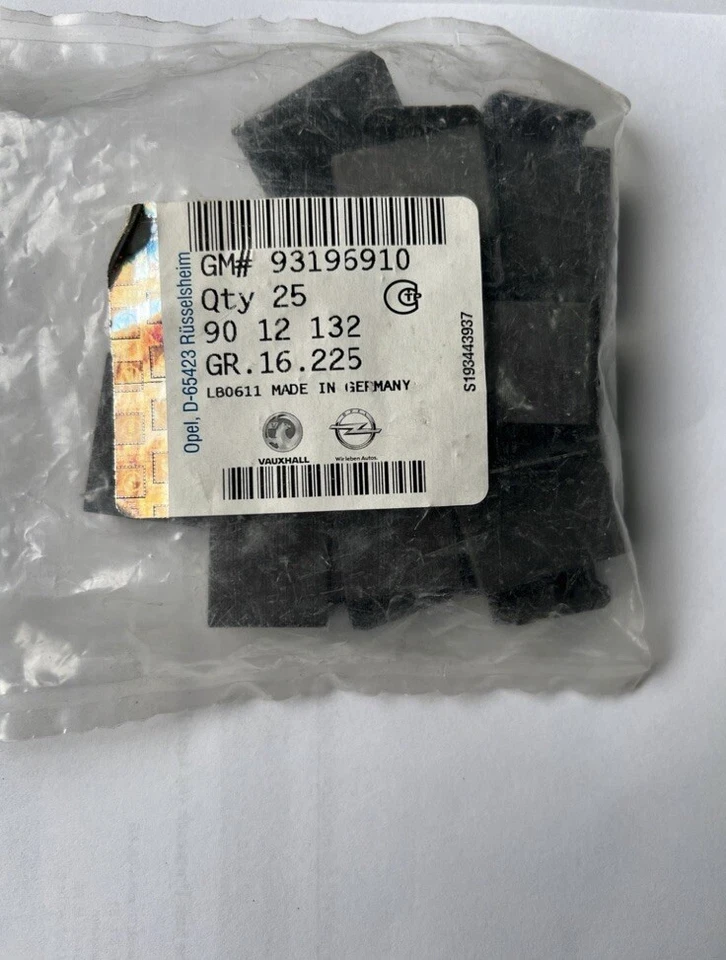 GM# 93196910
Qty 25
90 12 132
GR.16.225
LB0611 MADE IN GERMANY
VAUXHALL
OPEL
Wir leben Autos.
Opel, D-65423 Rüsselsheim
S193443937